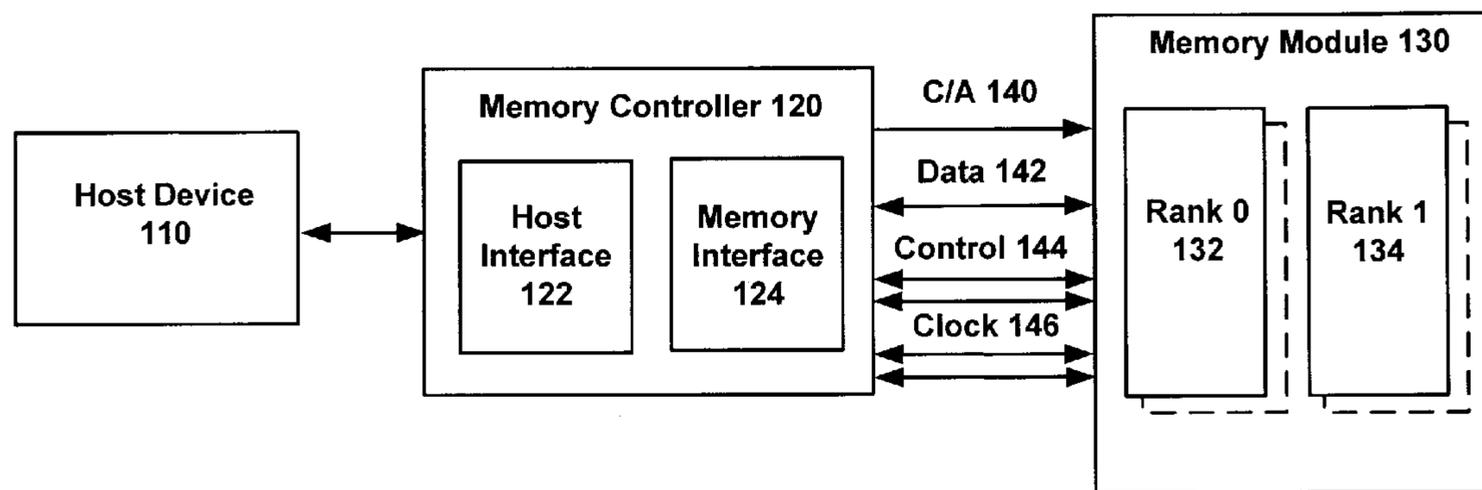 Host Device
110
Memory Controller 120
Host
Interface
122
Memory
Interface
124
C/A 140
Data 142
Control 144
Clock 146
Memory Module 130
Rank 0
132
Rank 1
134